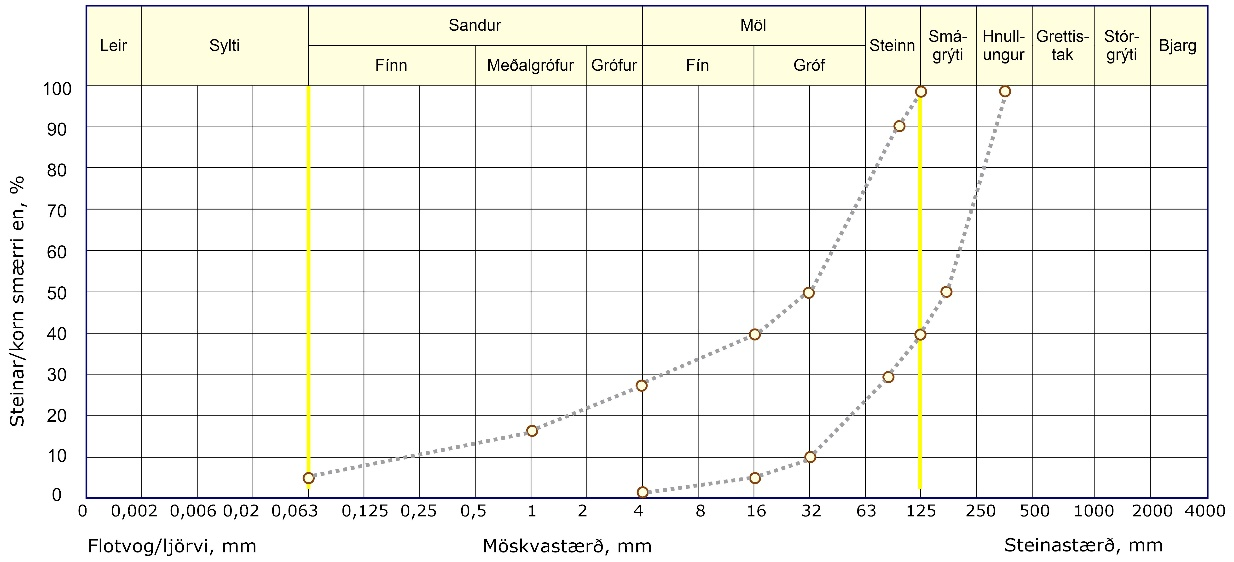 Leir
Sylti
Sandur
Möl
Steinn
Smá-
grýti
Hnull-
ungur
Grettis-
tak
Stór-
grýti
Bjarg
Fínn
Meðalgrófur
Grófur
Fín
Gróf
100
90
80
70
60
50
40
30
20
10
0
Steinar/korn smærri en, %
0 0,002 0,006 0,02 0,063 0,125 0,25 0,5 1 2 4 8 16 32 63 125 250 500 1000 2000 4000
Flotvog/ljörvi, mm Möskvastærð, mm Steinastærð, mm